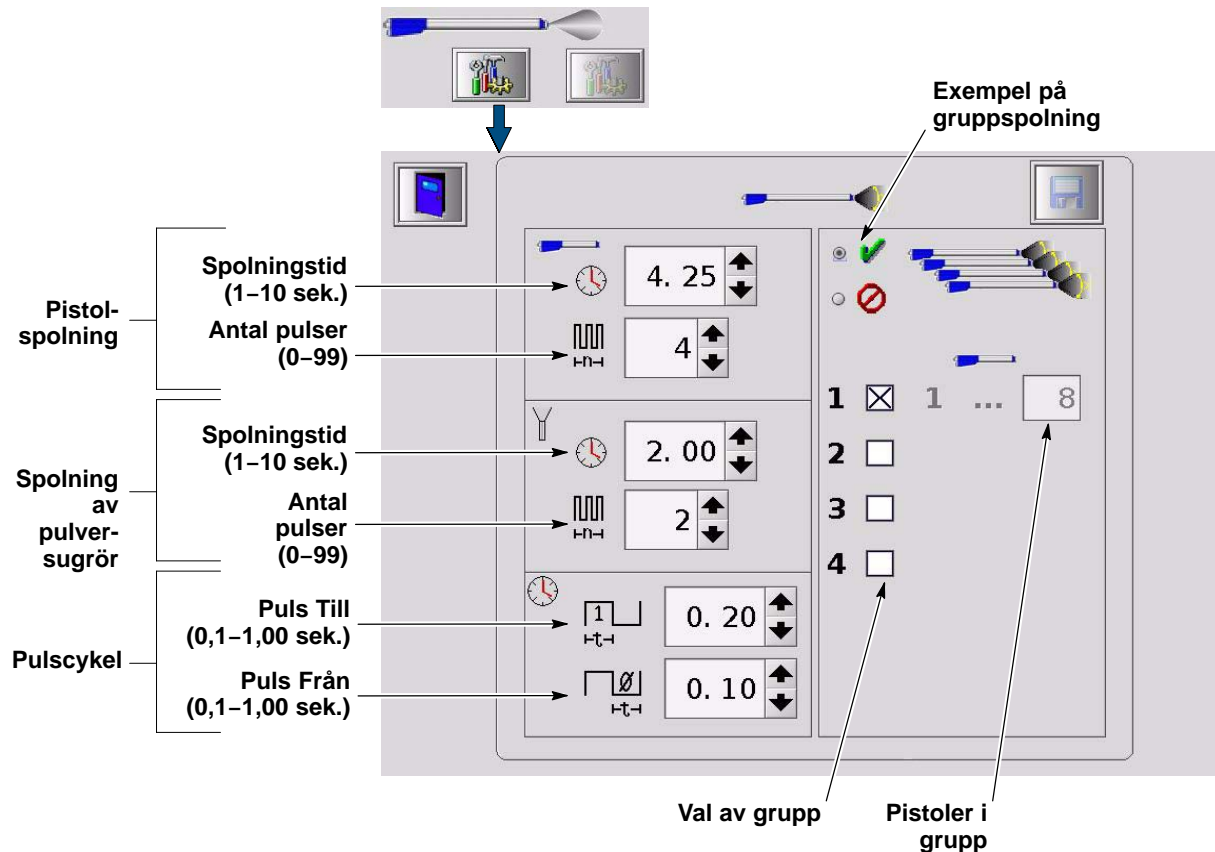 Exempel på
gruppspolning
Pistol-
spolning
Spolningstid
(1–10 sek.)
4. 25
Antal pulser
(0–99)
n
4
Spolning
av
pulver-
sugrör
Spolningstid
(1–10 sek.)
2. 00
Antal
pulser
(0–99)
n
2
Pulscykel
Puls Till
(0,1–1,00 sek.)
1
t
0. 20
Puls Från
(0,1–1,00 sek.)
Ø
t
0. 10
1 1 ... 8
2
3
4
Val av grupp
Pistoler i
grupp